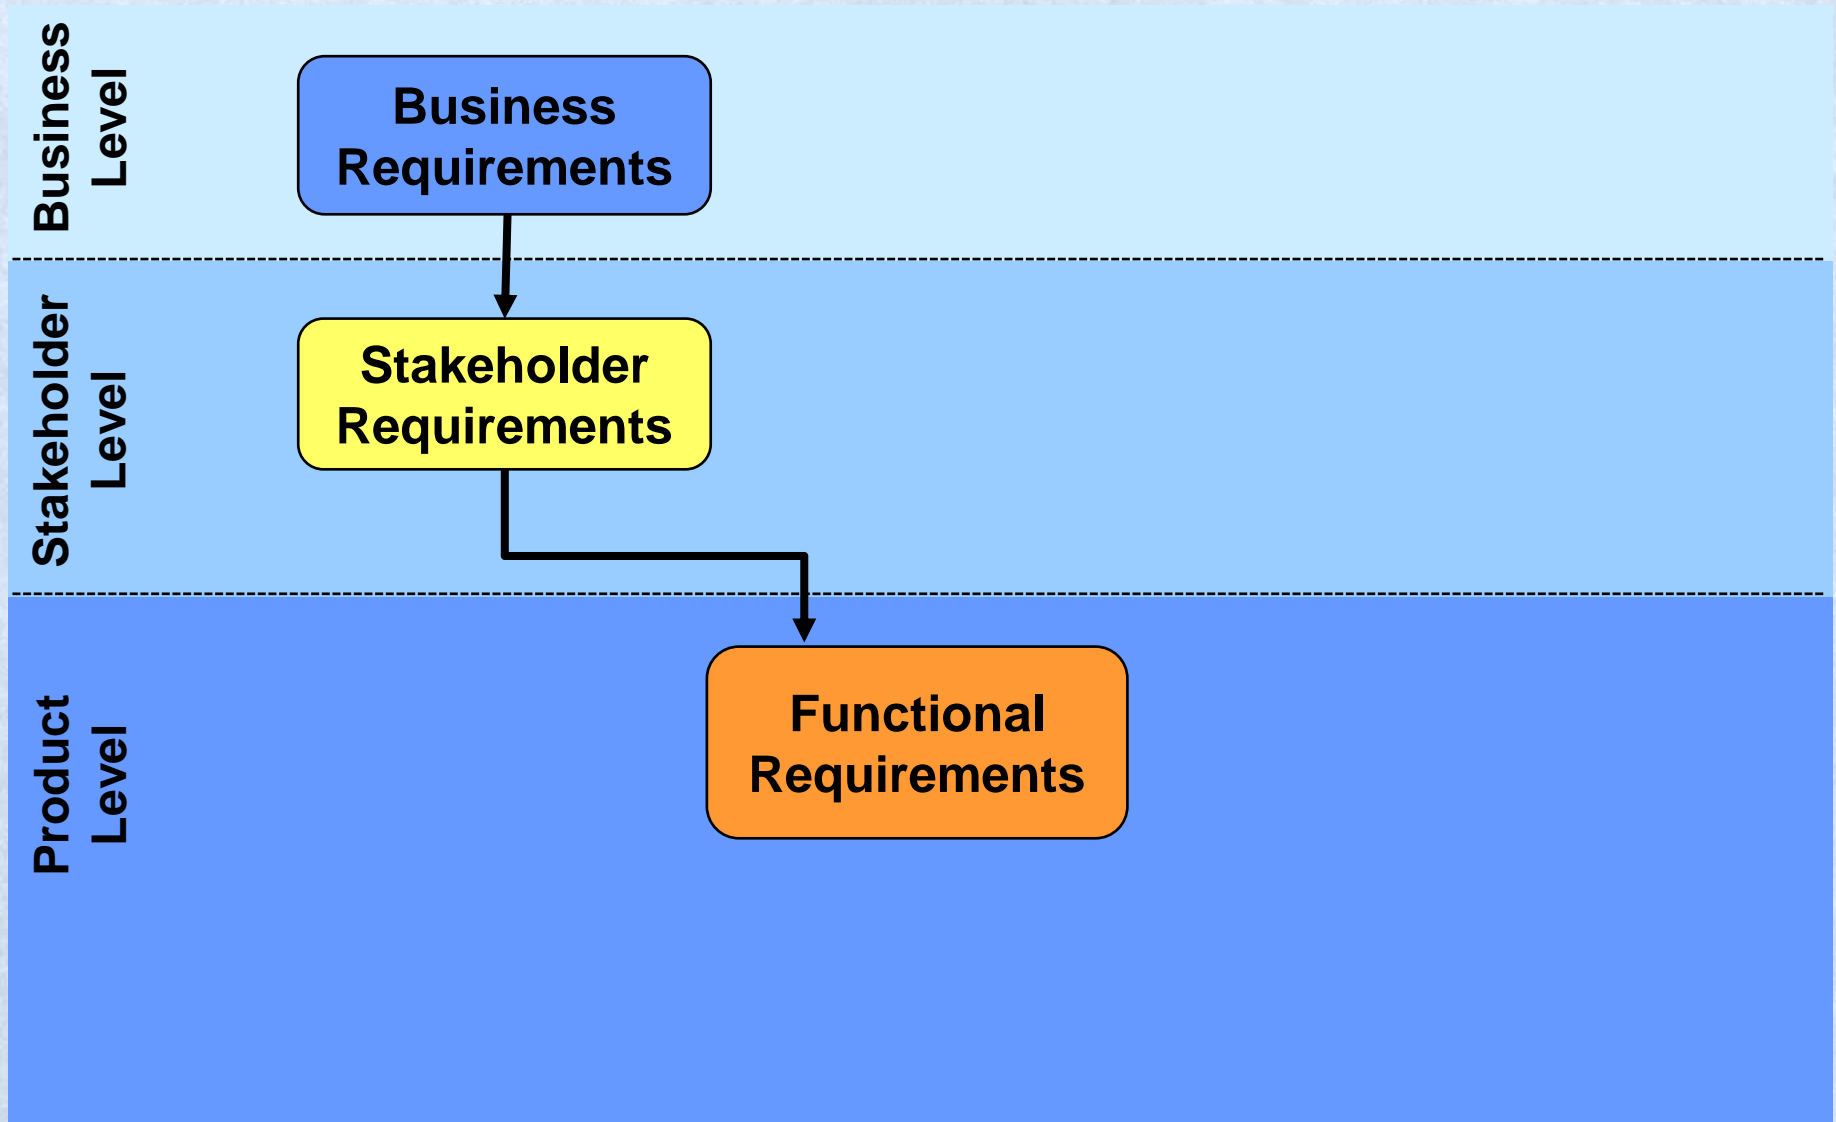 Business
Level
Business
Requirements
Stakeholder
Level
Stakeholder
Requirements
Product
Level
Functional
Requirements